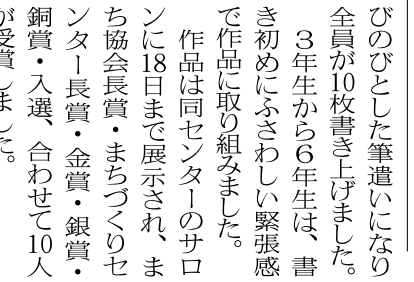 びのびとした筆遣いになり
全員が10枚書き上げました。
３年生から６年生は、書
き初めにふさわしい緊張感
で作品に取り組みました。
作品は同センターのサロ
ンに18日まで展示され、ま
ち協会長賞・まちづくりセ
ンター長賞・金賞・銀賞・
銅賞・入選、合わせて10人
が受賞しました。